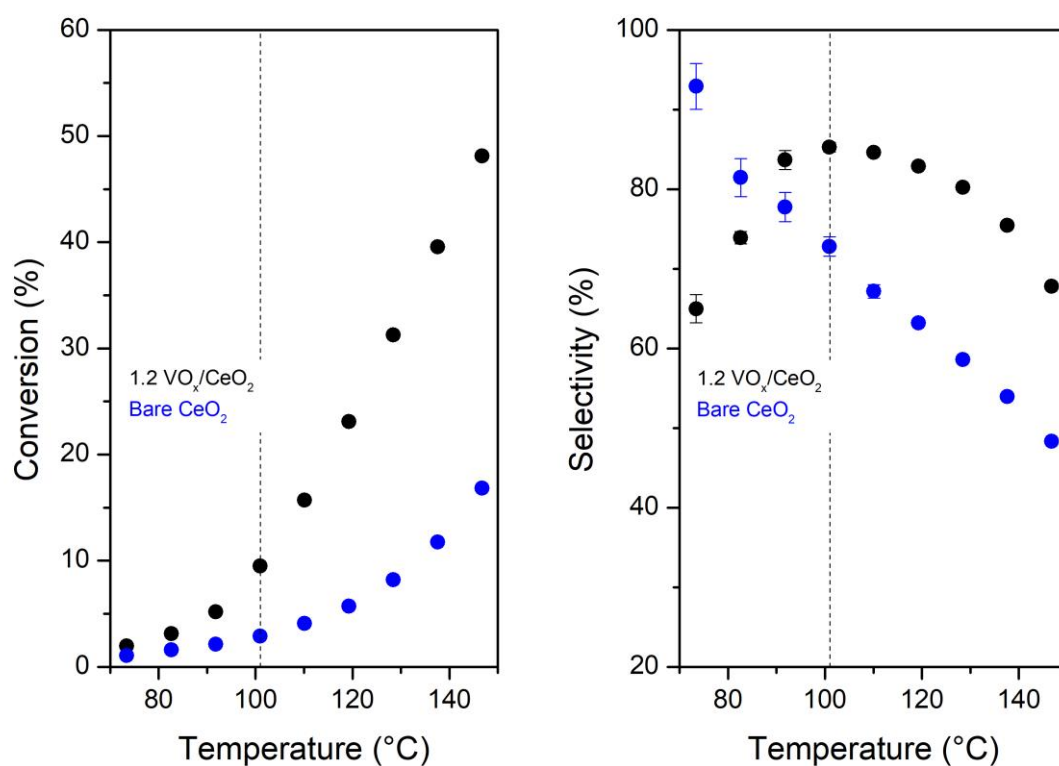 60
50
40
30
20
10
0
Conversion (%)
1.2 VOₓ/CeO₂
Bare CeO₂
80
100
120
140
Temperature (°C)
100
80
60
40
20
Selectivity (%)
1.2 VOₓ/CeO₂
Bare CeO₂
80
100
120
140
Temperature (°C)